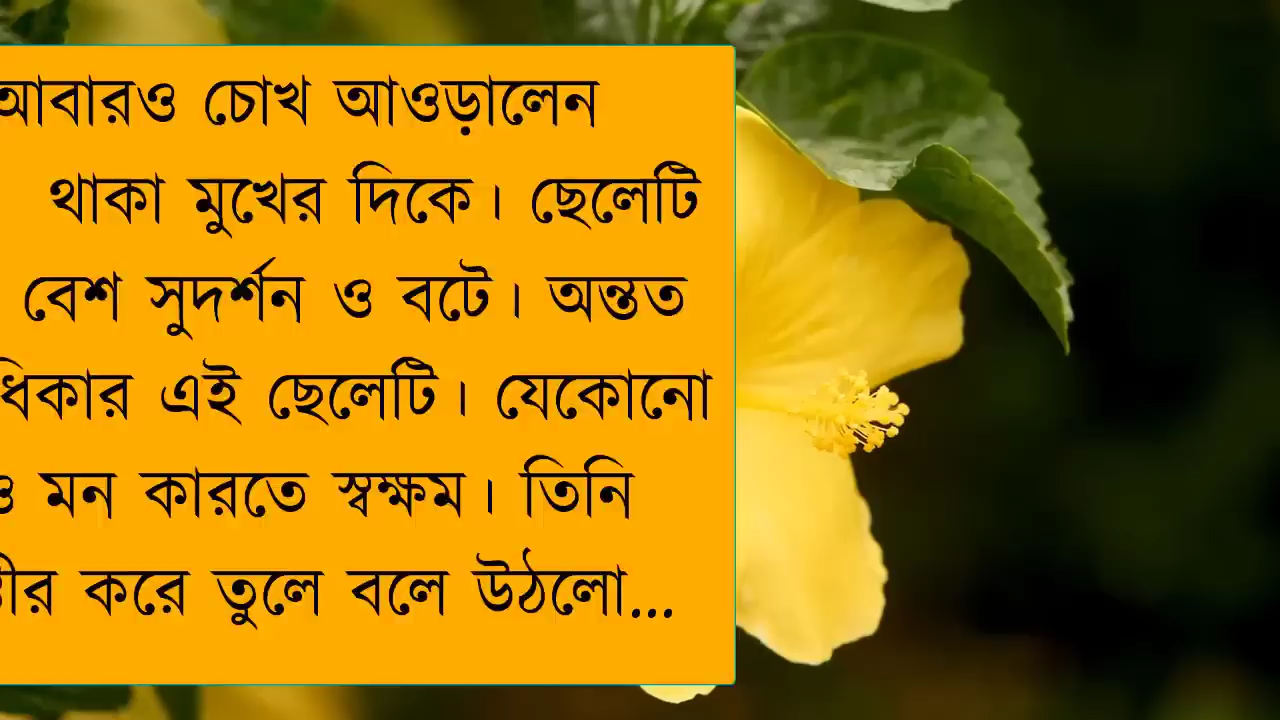 আবারও চোখ আওড়ালেন
থাকা মুখের দিকে। ছেলেটি
বেশ সুদর্শন ও বটে। অন্তত
এই ছেলেটি। যেকোনো
মন কারতে স্বক্ষম। তিনি
করে তুলে বলে উঠলো...